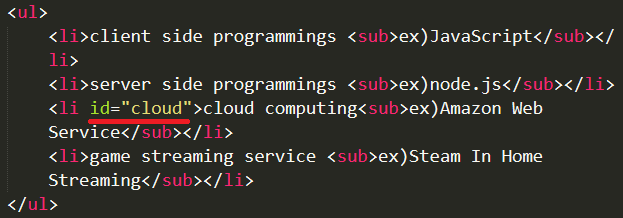 <ul>
<li>client side programmings <sub>ex)JavaScript</sub></
li>
<li>server side programmings <sub>ex)node.js</sub></li>
<li id="cloud">cloud computing<sub>ex)Amazon Web
Service</sub></li>
<li>game streaming service <sub>ex)Steam In Home
Streaming</sub></li>
</ul>